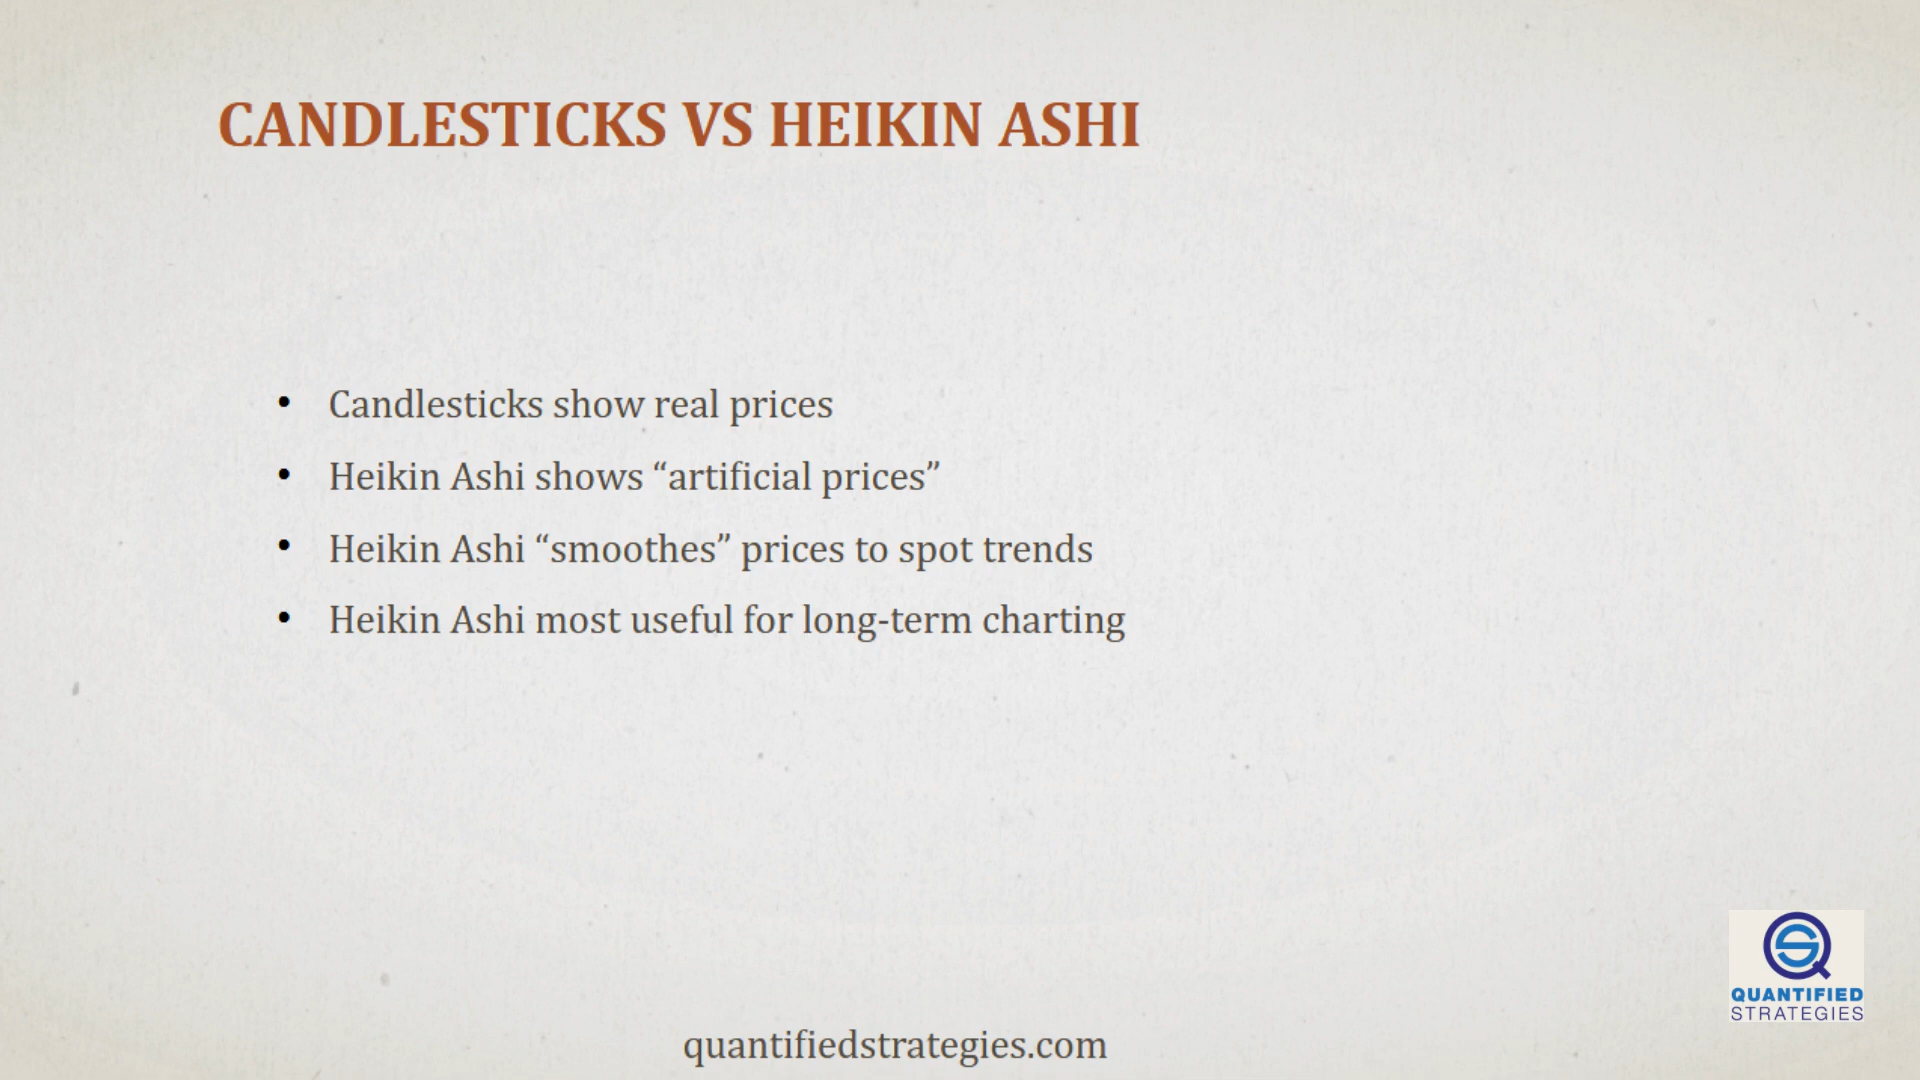 CANDLESTICKS VS HEIKIN ASHI
• Candlesticks show real prices
• Heikin Ashi shows “artificial prices”
• Heikin Ashi “smoothes” prices to spot trends
• Heikin Ashi most useful for long-term charting
QUANTIFIED
STRATEGIES
quantifiedstrategies.com